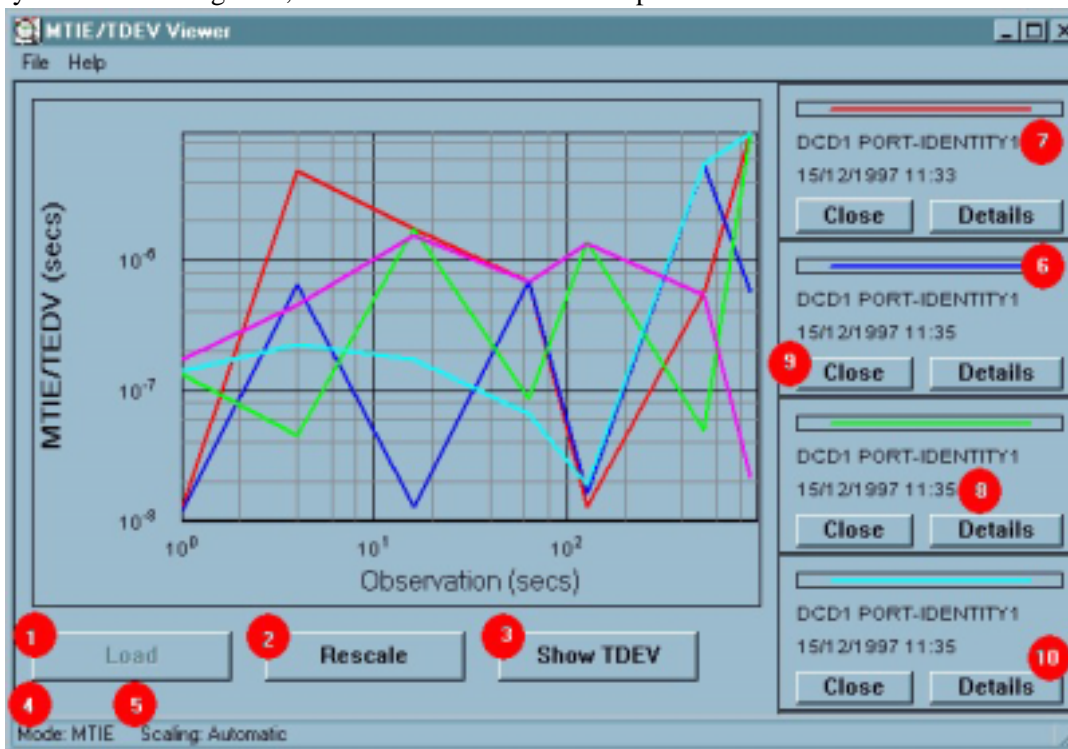 MTIE/TDEV Viewer
File Help
MTIE/TEDV (secs)
10-6
10-7
10-8
100
101
102
Observation (secs)
DCD1 PORT-IDENTITY1
7
15/12/1997 11:33
Close Details
6
DCD1 PORT-IDENTITY1
15/12/1997 11:35
9
Close Details
DCD1 PORT-IDENTITY1
15/12/1997 11:35
8
Close Details
DCD1 PORT-IDENTITY1
15/12/1997 11:35
10
Close Details
1
Load
2
Rescale
3
Show TDEV
4
5
Mode: MTIE Scaling: Automatic